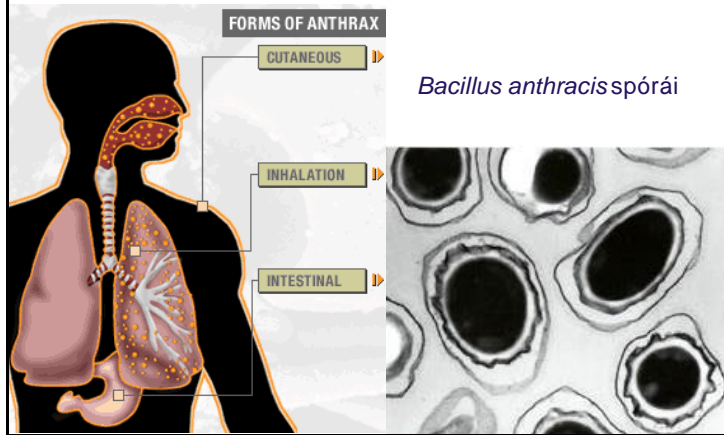 FORMS OF ANTHRAX
CUTANEOUS
INHALATION
INTESTINAL
Bacillus anthracis spórái